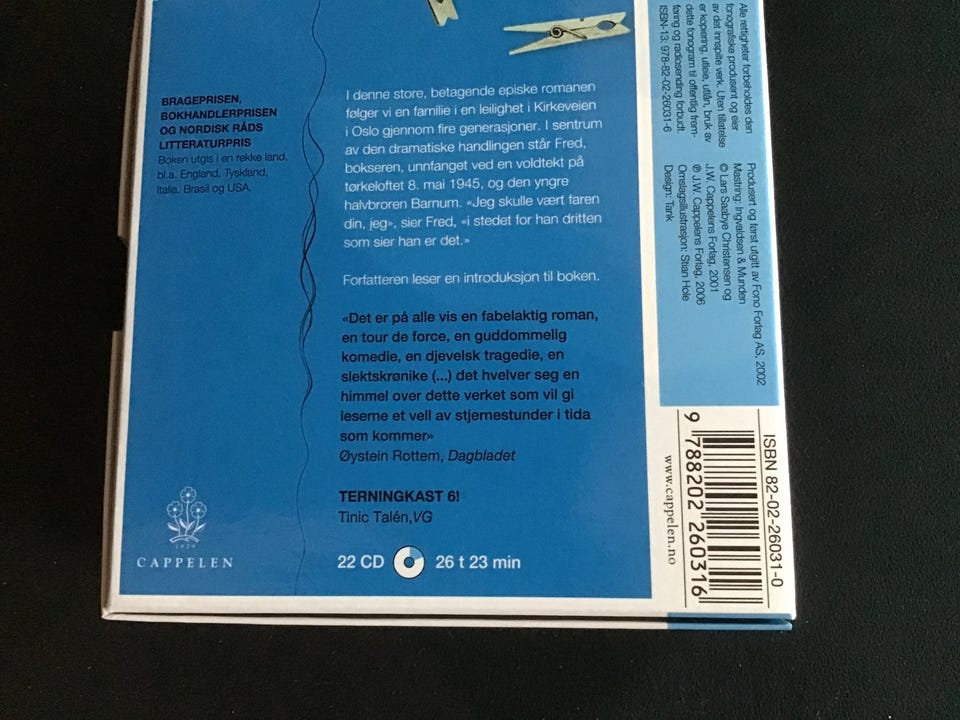 BRAGEPRISEN,
BOKHANDLERPRISEN
OG NORDISK RÅDS
LITTERATURPRIS
Boken utgis i en rekke land,
bl.a. England, Tyskland,
Italia, Brasil og USA.
I denne store, betagende episke romanen
følger vi en familie i en leilighet i Kirkeveien
i Oslo gjennom fire generasjoner. I sentrum
av den dramatiske handlingen står Fred,
bokseren, unnfanget ved en voldtekt på
tørkeloftet 8. mai 1945, og den yngre
halvbroren Barnum. «Jeg skulle vært faren
din, jeg», sier Fred, «i stedet for han dritten
som sier han er det.»
Forfatteren leser en introduksjon til boken.
«Det er på alle vis en fabelaktig roman,
en tour de force, en guddommelig
komedie, en djevelsk tragedie, en
slektskrønike (...) det hvelver seg en
himmel over dette verket som vil gi
leserne et vell av stjernestunder i tida
som kommer»
Øystein Rottem, Dagbladet
TERNINGKAST 6!
Tinic Talén,VG
22 CD 26 t 23 min
1829
CAPPELEN
Alle rettigheter forbeholdes den
fonografiske produsent og eier
av det innspilte verk. Uten tillatelse
er kopiering, utleie, utlån, bruk av
dette fonogram til offentlig frem-
føring og radiosending forbudt.
ISBN-13: 978-82-02-26031-6
Produsert og først utgitt av Fono Forlag AS, 2002
Mastring: Ingvaldsen & Munden
© Lars Saabye Christensen og
J.W. Cappelens Forlag, 2001
℗ J.W. Cappelens Forlag, 2006
Omslagsillustrasjon: Stian Hole
Design: Tank
ISBN 82-02-26031-0
9 788202 260316
www.cappelen.no